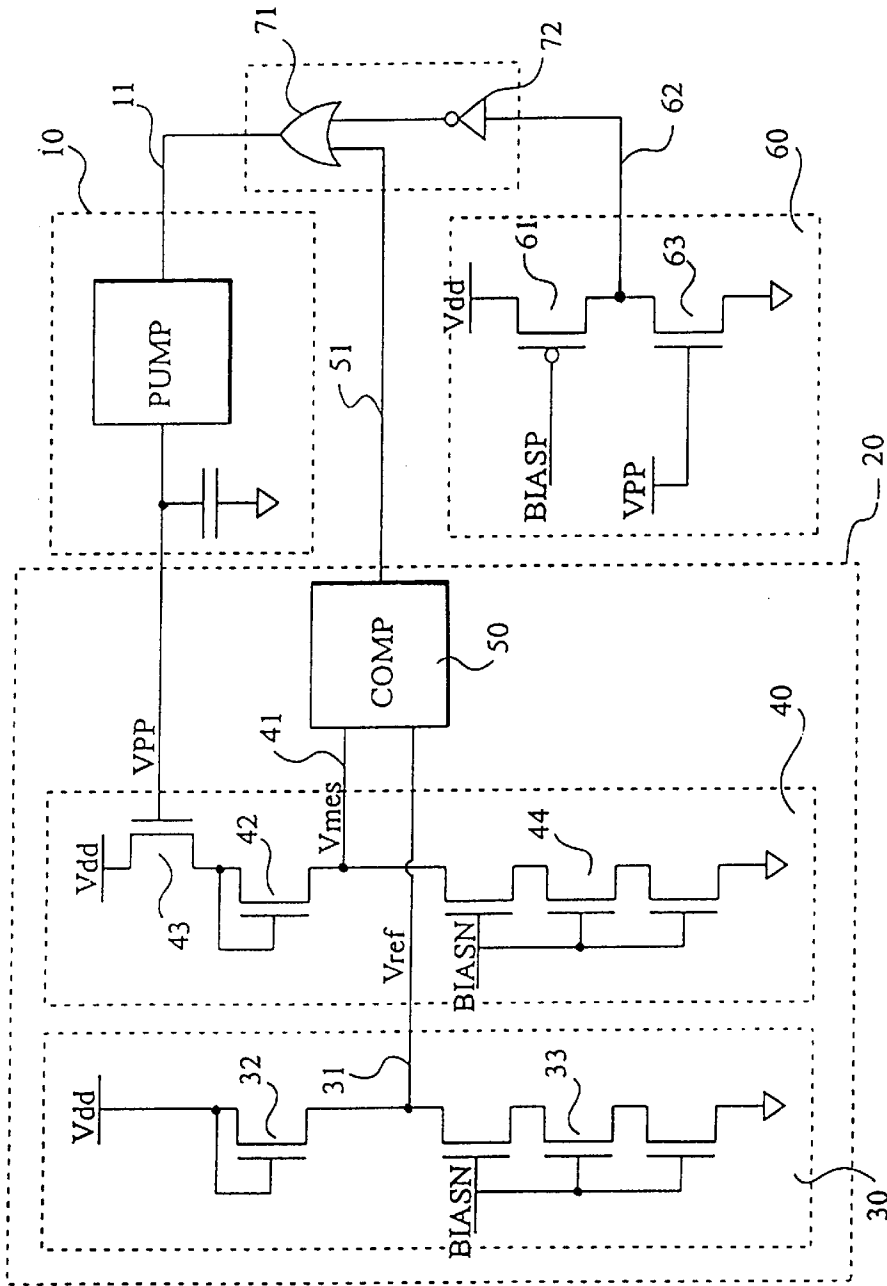 10
11
71
Vdd
Vdd
VPP
PUMP
43
32
42
41
Vmes
51
72
31
Vref
COMP
50
Vdd
61
62
BIASN
BIASN
BIASP
33
44
VPP
63
60
30
40
20